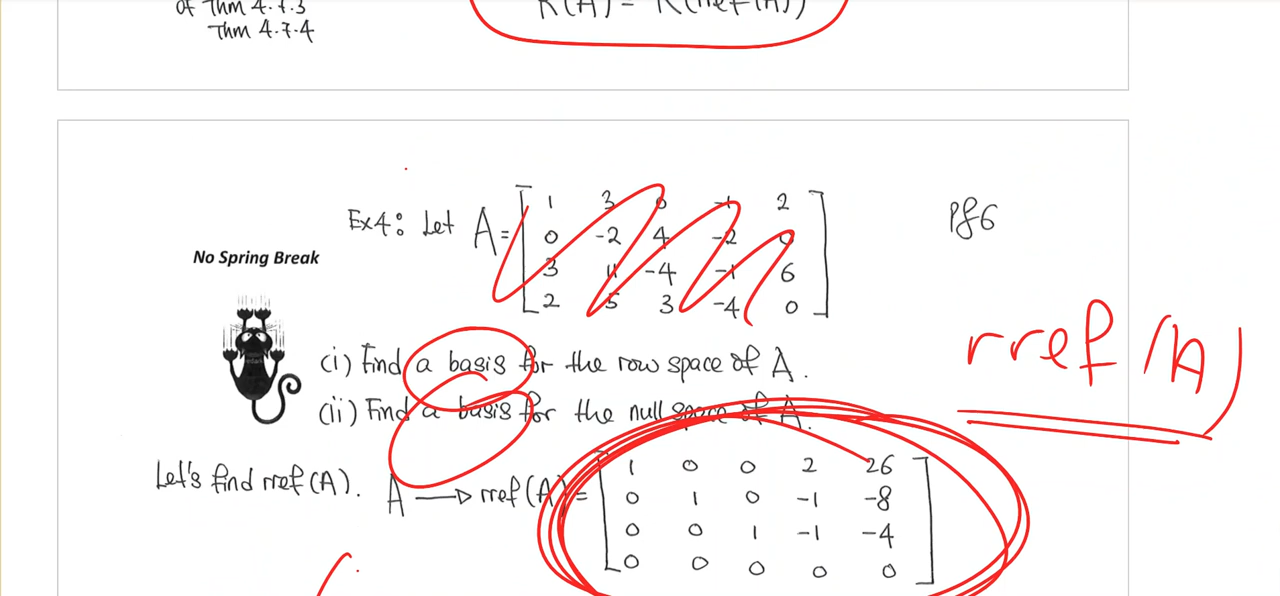 of Thm 4.7.3
Thm 4.7.4
R(A) = R(rref(A))
Ex4: Let A = [ 1 3 0 -1 2
0 -2 4 -2 0
3 11 -4 -1 6
2 5 3 -4 0 ]
P86
No Spring Break
rref(A)
(i) Find a basis for the row space of A.
(ii) Find a basis for the null space of A.
Let's find rref(A). A → rref(A) = [ 1 0 0 2 26
0 1 0 -1 -8
0 0 1 -1 -4
0 0 0 0 0 ]